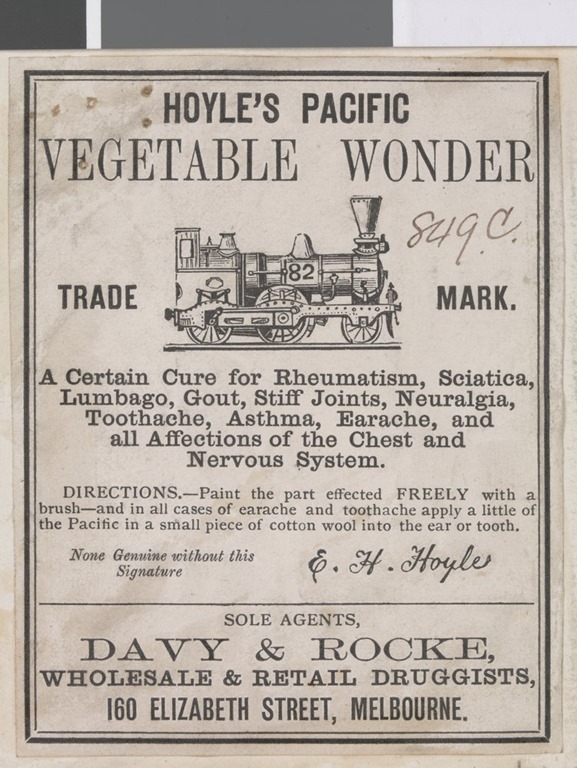 HOYLE'S PACIFIC
VEGETABLE WONDER
849.C.
82
TRADE MARK.
A Certain Cure for Rheumatism, Sciatica,
Lumbago, Gout, Stiff Joints, Neuralgia,
Toothache, Asthma, Earache, and
all Affections of the Chest and
Nervous System.
DIRECTIONS.—Paint the part effected FREELY with a
brush—and in all cases of earache and toothache apply a little of
the Pacific in a small piece of cotton wool into the ear or tooth.
None Genuine without this
Signature
E. H. Hoyle
SOLE AGENTS,
DAVY & ROCKE,
WHOLESALE & RETAIL DRUGGISTS,
160 ELIZABETH STREET, MELBOURNE.